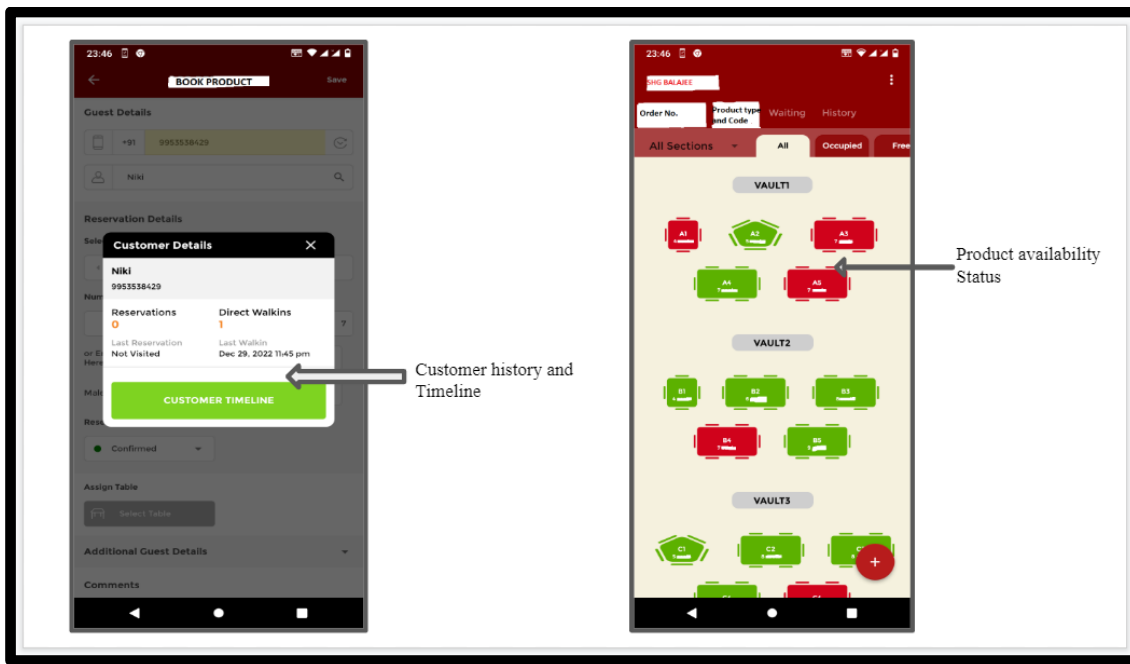 23:46
BOOK PRODUCT
Save
Guest Details
+91 9953538429
Niki
Reservation Details
Customer Details
Niki
9953538429
Reservations Direct Walkins
0 1
Last Reservation Last Walkin
Not Visited Dec 29, 2022 11:45 pm
CUSTOMER TIMELINE
7
Confirmed
Assign Table
Select Table
Additional Guest Details
Comments
Customer history and
Timeline
23:46
SHG BALAJEE
Order No. Product type
and Code Waiting History
All Sections All Occupied Free
VAULT1
A1 A2 A3
A4 A5
VAULT2
B1 B2 B3
B4 B5
VAULT3
C1 C2
+
Product availability
Status